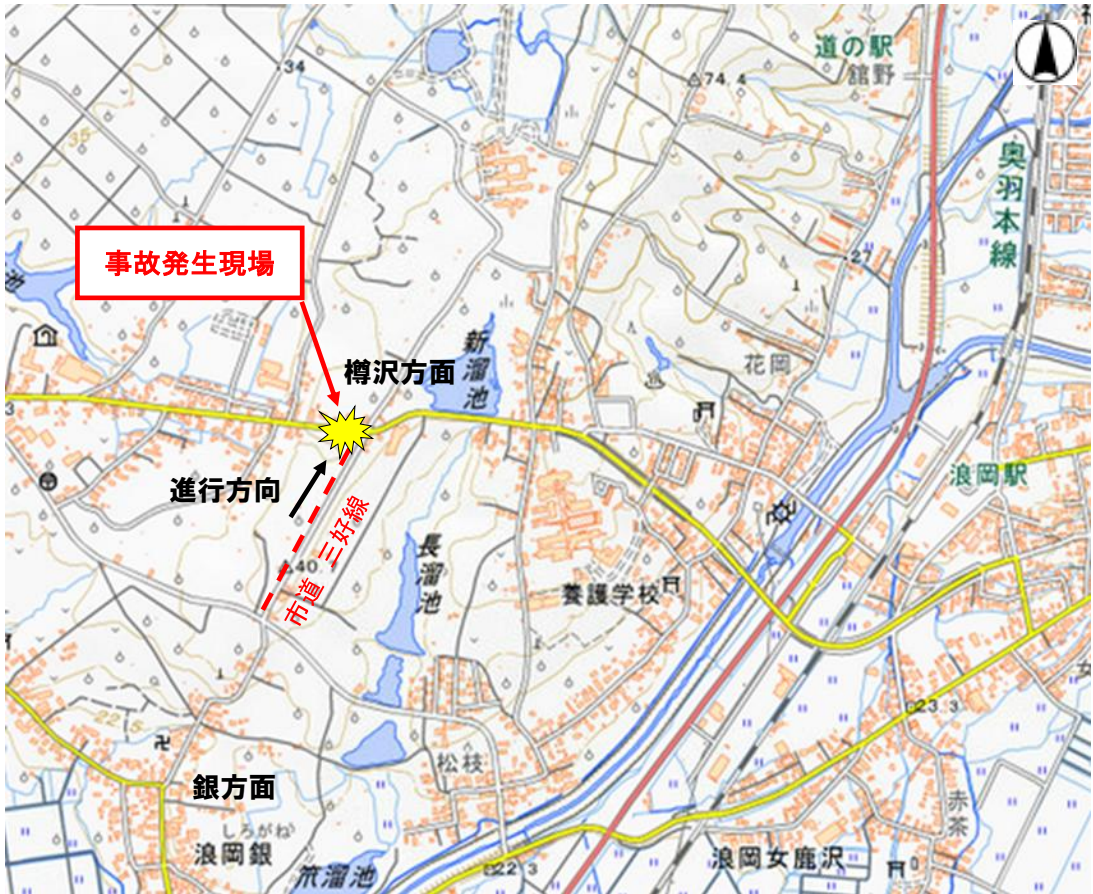 道の駅
舘野
34
74.4
35
奥羽本線
27
事故発生現場
池
新溜池
樽沢方面
花岡
3
進行方向
浪岡駅
市道 三好線
長溜池
40
養護学校
23.3
22.5
松枝
銀方面
赤茶
しろがね
浪岡銀
浪岡女鹿沢
22.3